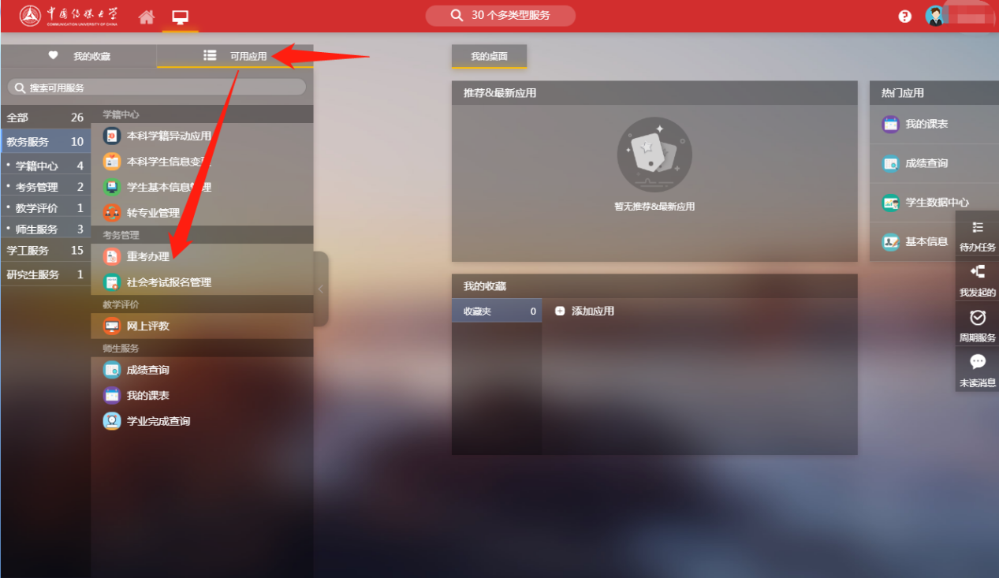 中国传媒大学
COMMUNICATION UNIVERSITY OF CHINA
30 个多类型服务
我的收藏
可用应用
搜索可用服务
全部 26
教务服务 10
• 学籍中心 4
• 考务管理 2
• 教学评价 1
• 师生服务 3
学工服务 15
研究生服务 1
学籍中心
本科学籍异动应用
本科学生信息变
学生基本信息管理
转专业管理
考务管理
重考办理
社会考试报名管理
教学评价
网上评教
师生服务
成绩查询
我的课表
学业完成查询
我的桌面
推荐&最新应用
暂无推荐&最新应用
我的收藏
收藏夹 0
添加应用
热门应用
我的课表
成绩查询
学生数据中心
基本信息
待办任务
我发起的
周期服务
未读消息